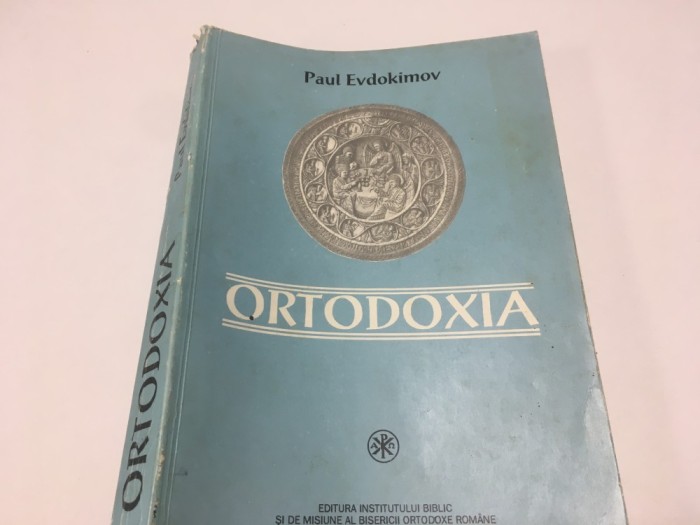 Paul Evdokimov
ORTODOXIA
EDITURA INSTITUTULUI BIBLIC
ȘI DE MISIUNE AL BISERICII ORTODOXE ROMÂNE
ORTODOXIA